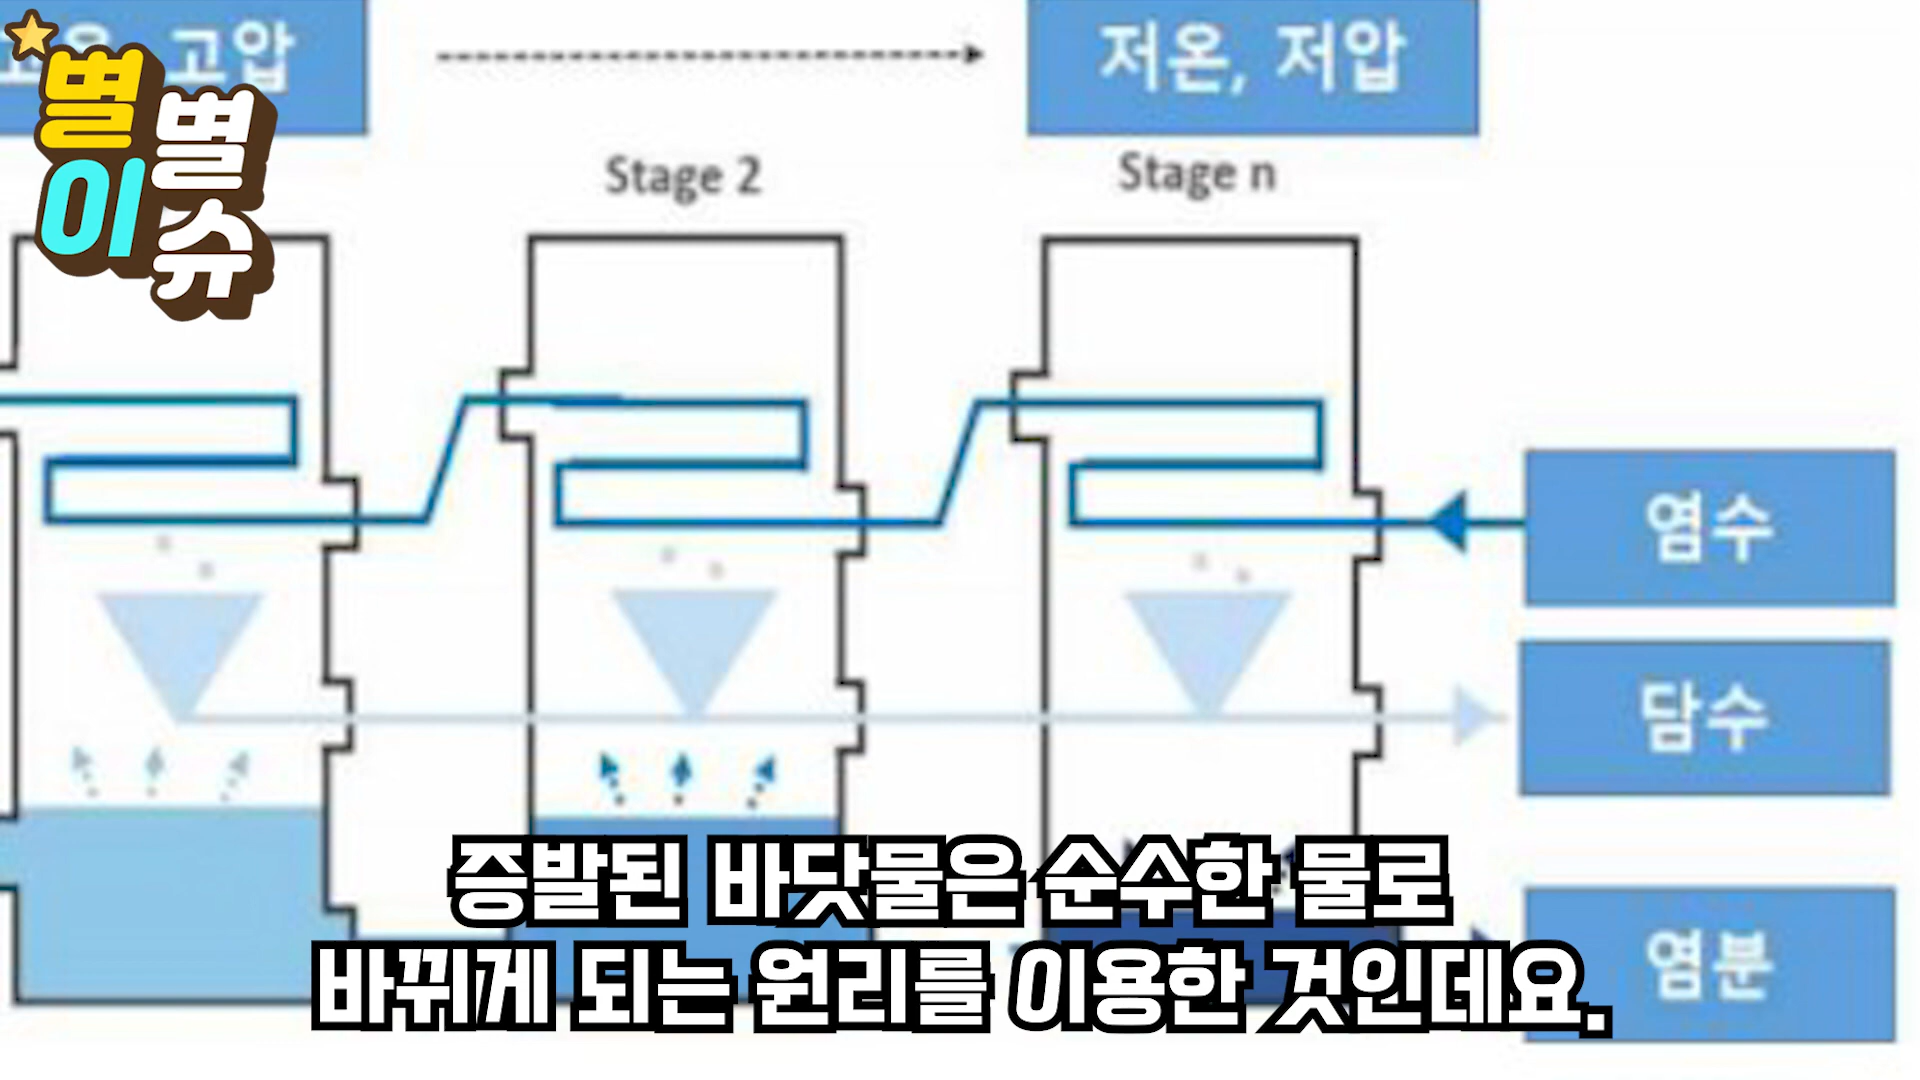 별별
이슈
고압
저온, 저압
Stage 2
Stage n
염수
담수
염분
증발된 바닷물은 순수한 물로
바뀌게 되는 원리를 이용한 것인데요.